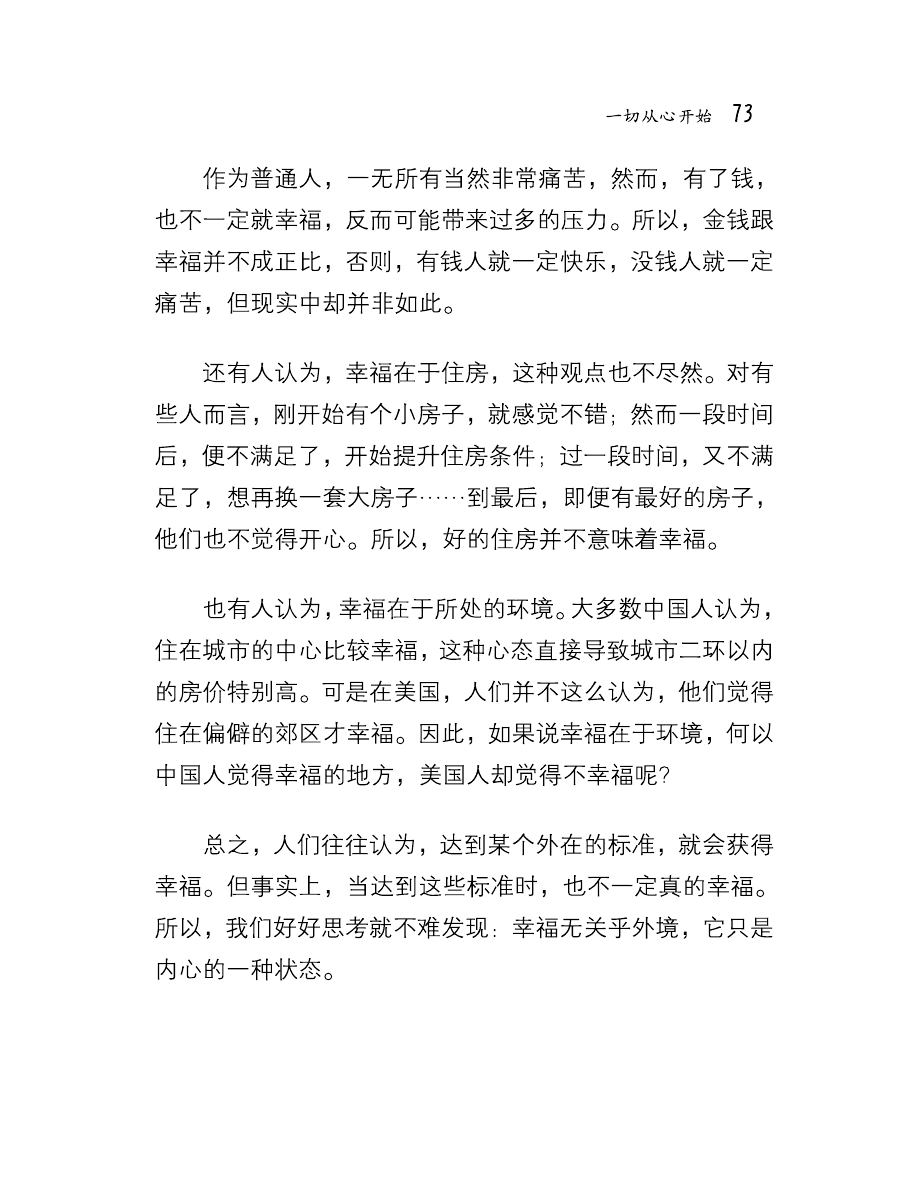 一切从心开始 73
作为普通人，一无所有当然非常痛苦，然而，有了钱，
也不一定就幸福，反而可能带来过多的压力。所以，金钱跟
幸福并不成正比，否则，有钱人就一定快乐，没钱人就一定
痛苦，但现实中却并非如此。
还有人认为，幸福在于住房，这种观点也不尽然。对有
些人而言，刚开始有个小房子，就感觉不错；然而一段时间
后，便不满足了，开始提升住房条件；过一段时间，又不满
足了，想再换一套大房子……到最后，即便有最好的房子，
他们也不觉得开心。所以，好的住房并不意味着幸福。
也有人认为，幸福在于所处的环境。大多数中国人认为，
住在城市的中心比较幸福，这种心态直接导致城市二环以内
的房价特别高。可是在美国，人们并不这么认为，他们觉得
住在偏僻的郊区才幸福。因此，如果说幸福在于环境，何以
中国人觉得幸福的地方，美国人却觉得不幸福呢？
总之，人们往往认为，达到某个外在的标准，就会获得
幸福。但事实上，当达到这些标准时，也不一定真的幸福。
所以，我们好好思考就不难发现：幸福无关乎外境，它只是
内心的一种状态。